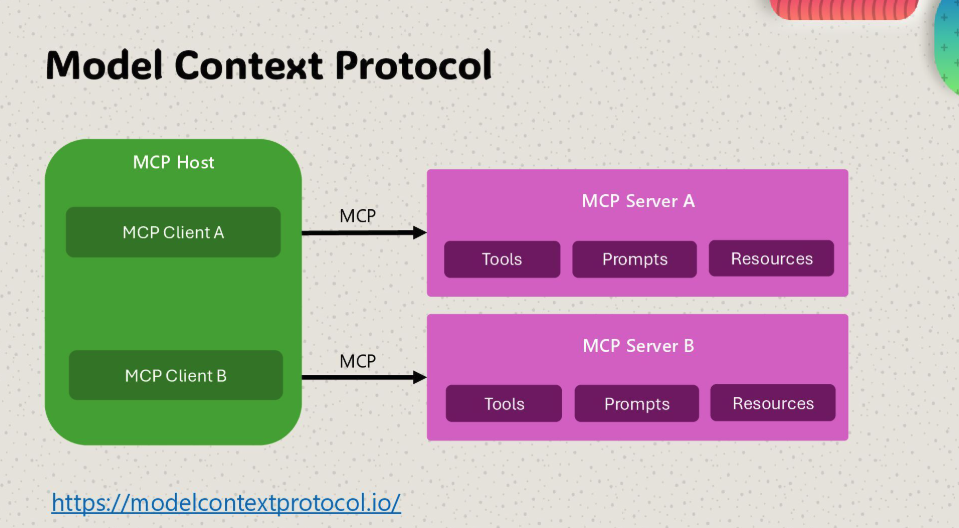 Model Context Protocol
MCP Host
MCP Client A
MCP
MCP Server A
Tools
Prompts
Resources
MCP Client B
MCP
MCP Server B
Tools
Prompts
Resources
https://modelcontextprotocol.io/